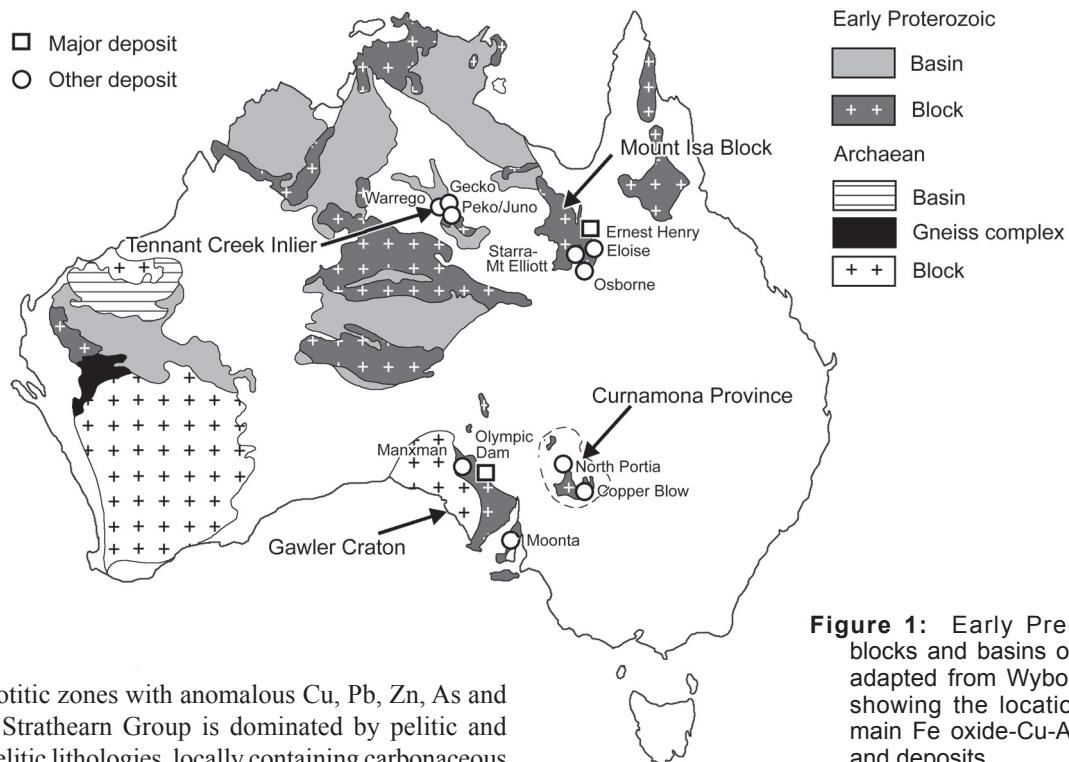 Major deposit
Other deposit
Early Proterozoic
Basin
Block
Archaean
Basin
Gneiss complex
Block
Mount Isa Block
Gecko
Warrego
Peko/Juno
Ernest Henry
Tennant Creek Inlier
Starra-
Mt Elliott
Eloise
Osborne
Curnamona Province
Olympic
Dam
Manxman
North Portia
Copper Blow
Gawler Craton
Moonta
Figure 1: Early Prec
blocks and basins o
adapted from Wybo
showing the locatio
main Fe oxide-Cu-A
and deposits
otitic zones with anomalous Cu, Pb, Zn, As and
Strathearn Group is dominated by pelitic and
elitic lithologies, locally containing carbonaceous